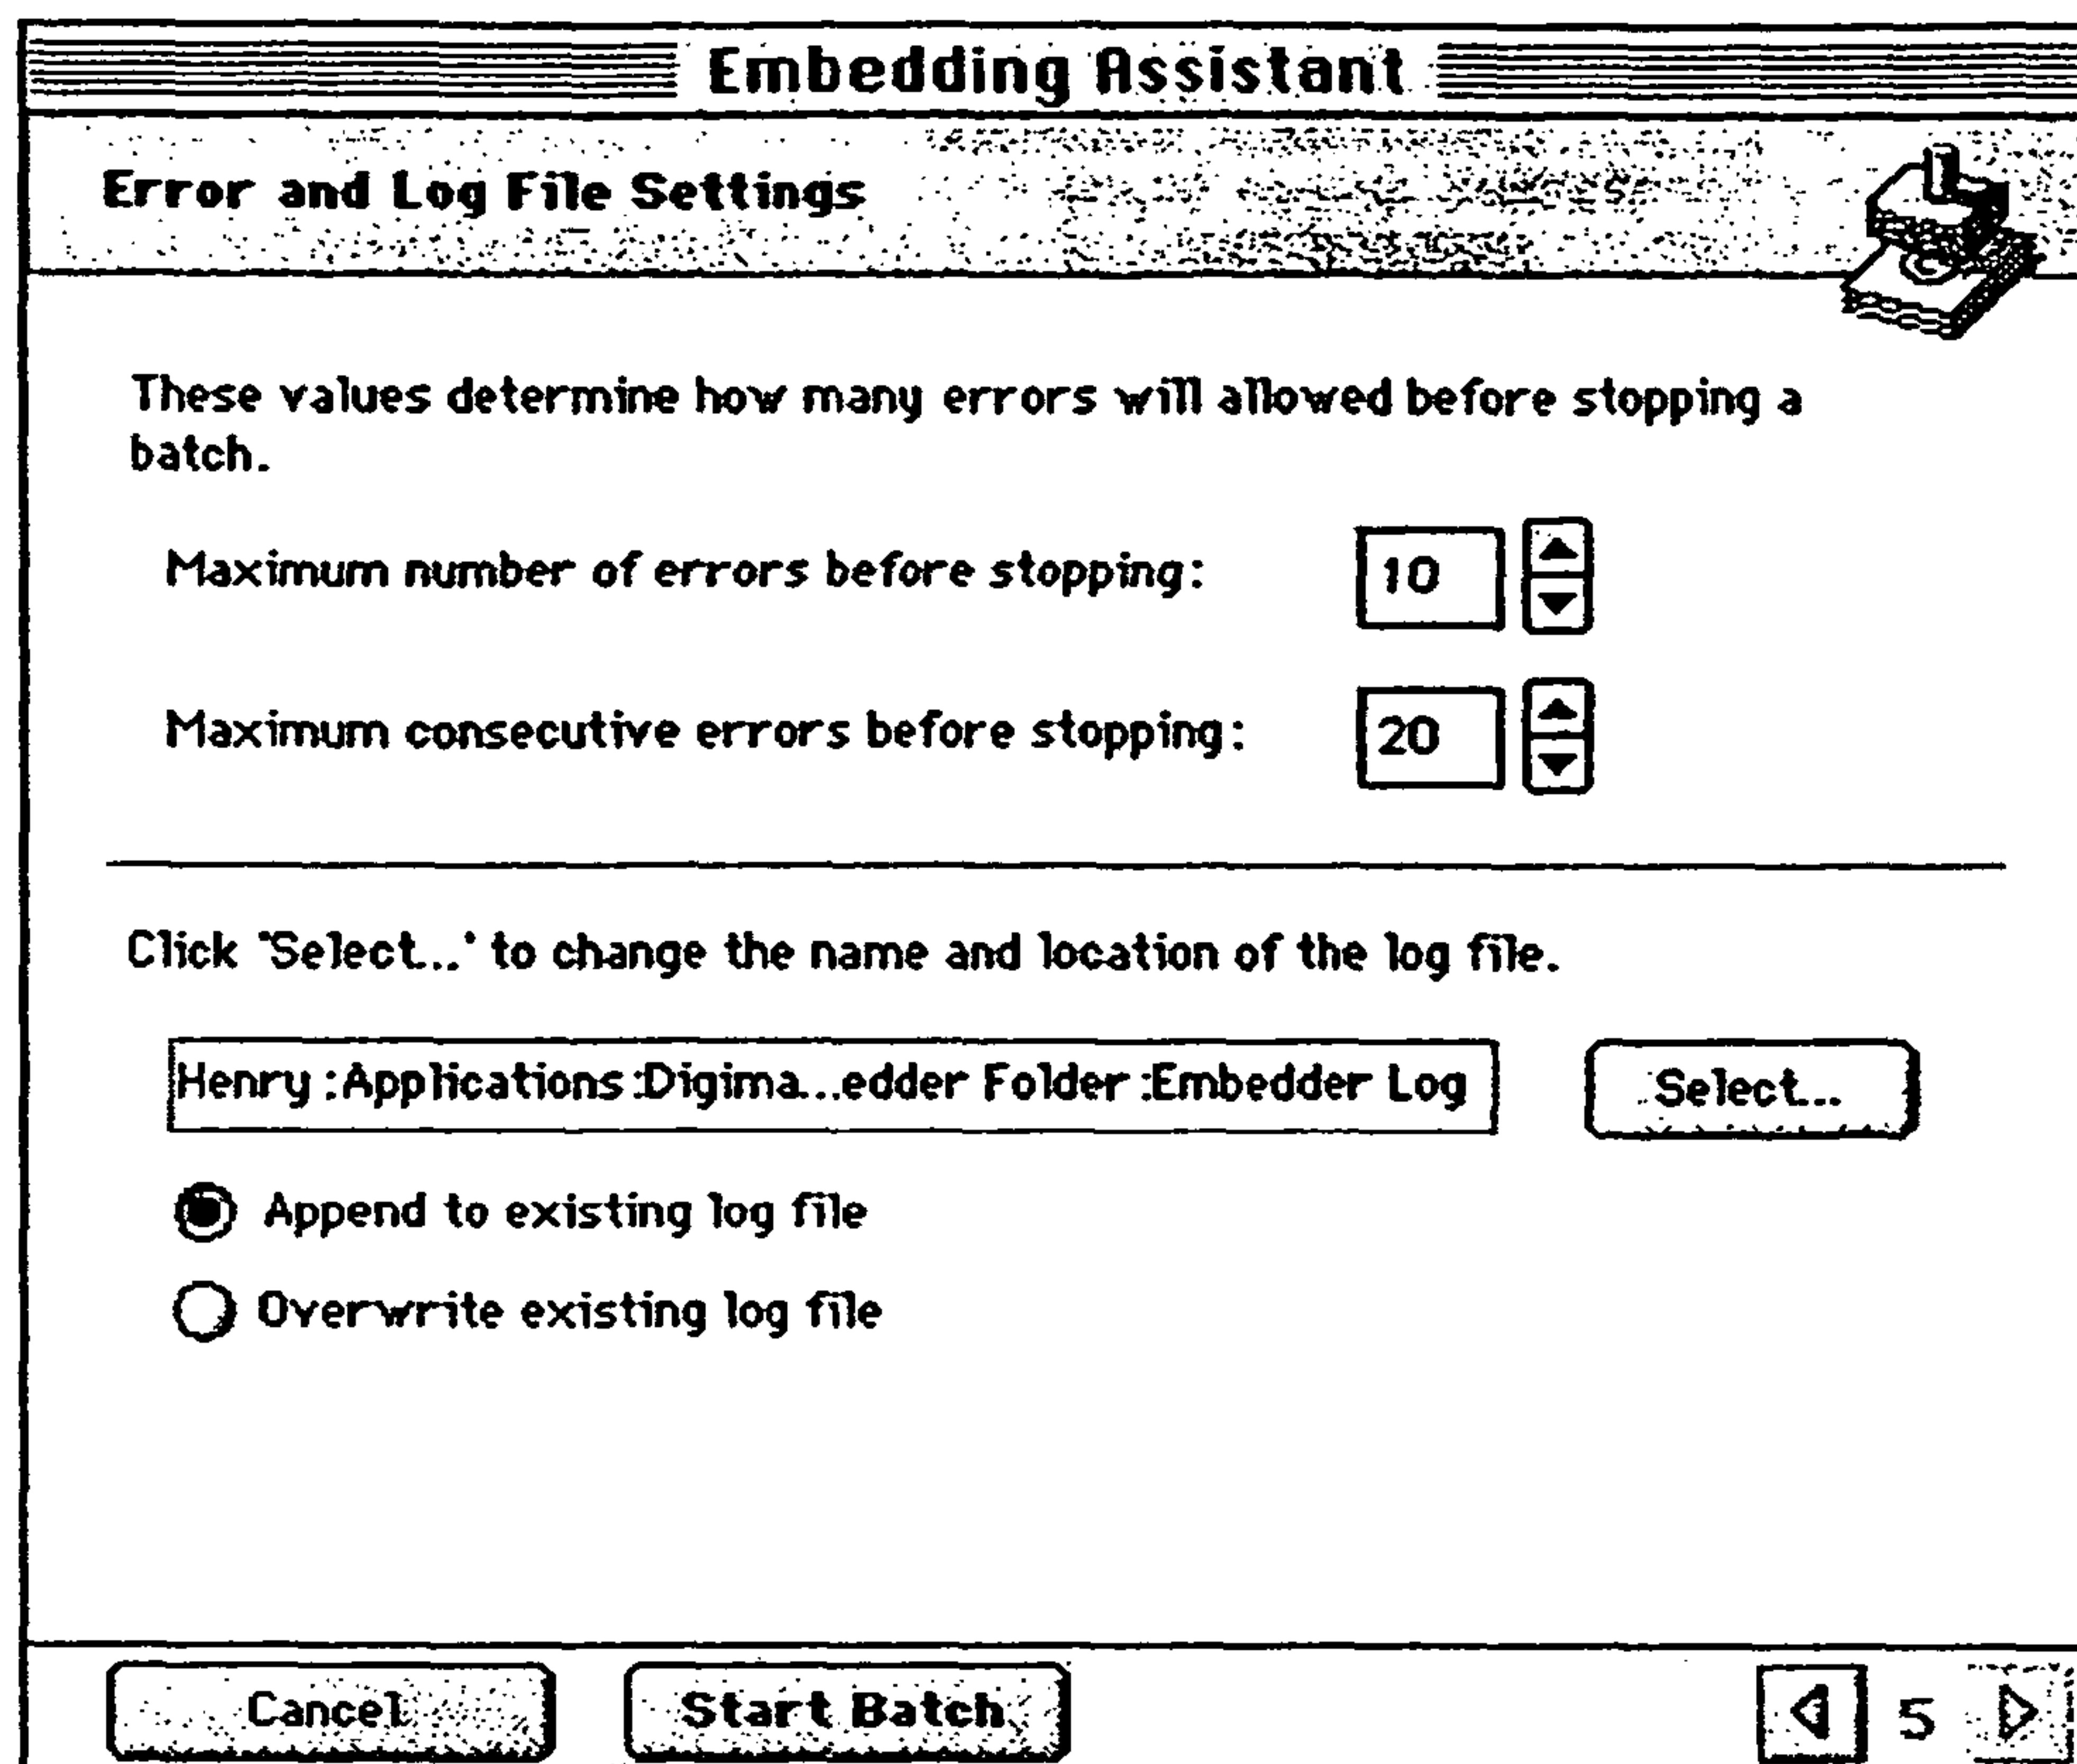 Embedding Assistant
Error and Log File Settings
These values determine how many errors will allowed before stopping a
batch.
Maximum number of errors before stopping: 10
Maximum consecutive errors before stopping: 20
Click "Select..." to change the name and location of the log file.
Henry:Applications:Digima...edder Folder:Embedder Log Select...
Append to existing log file
Overwrite existing log file
Cancel Start Batch 5